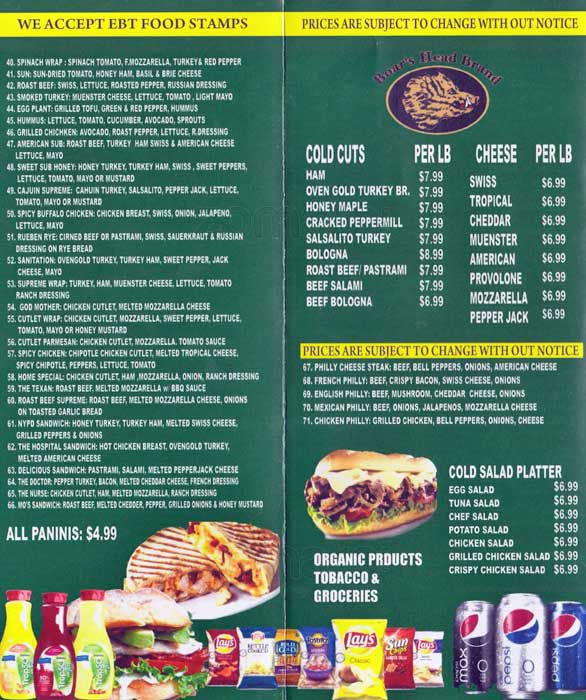 WE ACCEPT EBT FOOD STAMPS
40. SPINACH WRAP : SPINACH TOMATO, F.MOZZARELLA, TURKEY& RED PEPPER
41. SUN: SUN-DRIED TOMATO, HONEY HAM, BASIL & BRIE CHEESE
42. ROAST BEEF: SWISS, LETTUCE, ROASTED PEPPER, RUSSIAN DRESSING
43. SMOKED TURKEY: MUENSTER CHEESE, LETTUCE, TOMATO , LIGHT MAYO
44. EGG PLANT: GRILLED TOFU, GREEN & RED PEPPER, HUMMUS
45. HUMMUS: LETTUCE, TOMATO, CUCUMBER, AVOCADO, SPROUTS
46. GRILLED CHICHKEN: AVOCADO, ROAST PEPPER, LETTUCE, R.DRESSING
47. AMERICAN SUB: ROAST BEEF, TURKEY HAM SWISS & AMERICAN CHEESE
LETTUCE, MAYO
48. SWEET SUB HONEY: HONEY TURKEY, TURKEY HAM, SWISS , SWEET PEPPERS,
LETTUCE, TOMATO, MAYO OR MUSTARD
49. CAJUIN SUPREME: CAHUIN TURKEY, SALSALITO, PEPPER JACK, LETTUCE,
TOMATO, MAYO OR MUSTARD
50. SPICY BUFFALO CHICKEN: CHICKEN BREAST, SWISS, ONION, JALAPENO,
LETTUCE, MAYO
51. RUEBEN RYE: CIRNED BEEF OR PASTRAMI, SWISS, SAUERKRAUT & RUSSIAN
DRESSING ON RYE BREAD
52. SANITATION: OVENGOLD TURKEY, TURKEY HAM, SWEET PEPPER, JACK
CHEESE, MAYO
53. SUPREME WRAP: TURKEY, HAM, MUENSTER CHEESE, LETTUCE, TOMATO
RANCH DRESSING
54. GOD MOTHER: CHICKEN CUTLET, MELTED MOZZARELLA CHEESE
55. CUTLET WRAP: CHICKEN CUTLET, MOZZARELLA, SWEET PEPPER, LETTUCE,
TOMATO, MAYO OR HONEY MUSTARD
56. CUTLET PARMESAN: CHICKEN CUTLET, MOZZARELLA. TOMATO SAUCE
57. SPICY CHICKEN: CHIPOTLE CHICKEN CUTLET, MELTED TROPICAL CHEESE,
SPICY CHIPOTLE, PEPPERS, LETTUCE, TOMATO
58. HOME SPECIAL: CHICKEN CUTLET, HAM ,MOZZARELLA, ONION, RANCH DRESSING
59. THE TEXAN: ROAST BEEF, MELTED MOZZARELLA w/ BBQ SAUCE
60. ROAST BEEF SUPREME: ROAST BEEF, MELTED MOZZARELLA CHEESE, ONIONS
ON TOASTED GARLIC BREAD
61. NYPD SANDWICH: HONEY TURKEY, TURKEY HAM, MELTED SWISS CHEESE,
GRILLED PEPPERS & ONIONS
62. THE HOSPITAL SANDWICH: HOT CHICKEN BREAST, OVENGOLD TURKEY,
MELTED AMERICAN CHEESE
63. DELICIOUS SANDWICH: PASTRAMI, SALAMI, MELTED PEPPERJACK CHEESE
64. THE DOCTOR: PEPPER TURKEY, BACON, MELTED CHEDAR CHEESE, FRENCH DRESSING
65. THE NURSE: CHICKEN CUTLET, HAM, MELTED MOZZARELLA, RANCH DRESSING
66. MO'S SANDWICH: ROAST BEEF, MELTED CHEDDER, PEPPER, GRILLED ONIONS & HONEY MUSTARD
ALL PANINIS: $4.99
PRICES ARE SUBJECT TO CHANGE WITH OUT NOTICE
Boar's Head Brand
COLD CUTS PER LB
HAM $7.99
OVEN GOLD TURKEY BR. $7.99
HONEY MAPLE $7.99
CRACKED PEPPERMILL $7.99
SALSALITO TURKEY $7.99
BOLOGNA $8.99
ROAST BEEF/ PASTRAMI $7.99
BEEF SALAMI $7.99
BEEF BOLOGNA $6.99
CHEESE PER LB
SWISS $6.99
TROPICAL $6.99
CHEDDAR $6.99
MUENSTER $6.99
AMERICAN $6.99
PROVOLONE $6.99
MOZZARELLA $6.99
PEPPER JACK $6.99
PRICES ARE SUBJECT TO CHANGE WITH OUT NOTICE
67. PHILLY CHEESE STEAK: BEEF, BELL PEPPERS, ONIONS, AMERICAN CHEESE
68. FRENCH PHILLY: BEEF, CRISPY BACON, SWISS CHEESE, ONIONS
69. ENGLISH PHILLY: BEEF, MUSHROOM, CHEDDAR CHEESE, ONIONS
70. MEXICAN PHILLY: BEEF, ONIONS, JALAPENOS, MOZZARELLA CHEESE
71. CHICKEN PHILLY: GRILLED CHICKEN, BELL PEPPERS, ONIONS, CHEESE
COLD SALAD PLATTER
EGG SALAD $6.99
TUNA SALAD $6.99
CHEF SALAD $6.99
POTATO SALAD $6.99
CHICKEN SALAD $6.99
GRILLED CHICKEN SALAD $6.99
CRISPY CHICKEN SALAD $6.99
ORGANIC PRDUCTS
TOBACCO &
GROCERIES
Lay's
Tostitos
Lay's
Classic
Sun Chips
Lay's
pepsi max
pepsi
pepsi